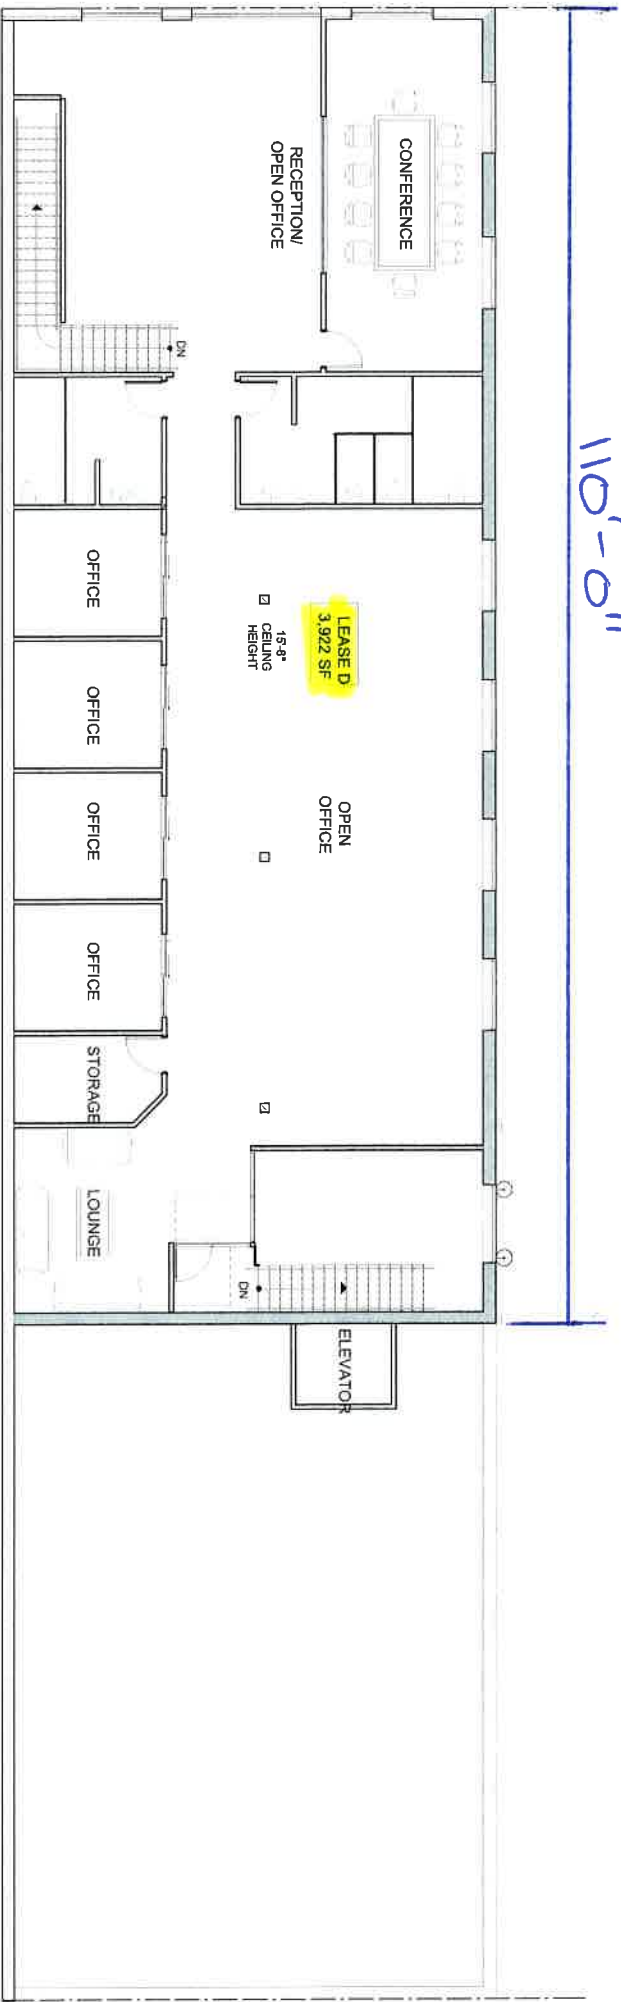 110'-0"
CONFERENCE
RECEPTION/
OPEN OFFICE
DN
LEASE D
3,922 SF
15'-8"
CEILING
HEIGHT
OPEN
OFFICE
OFFICE
OFFICE
OFFICE
OFFICE
STORAGE
LOUNGE
DN
ELEVATOR